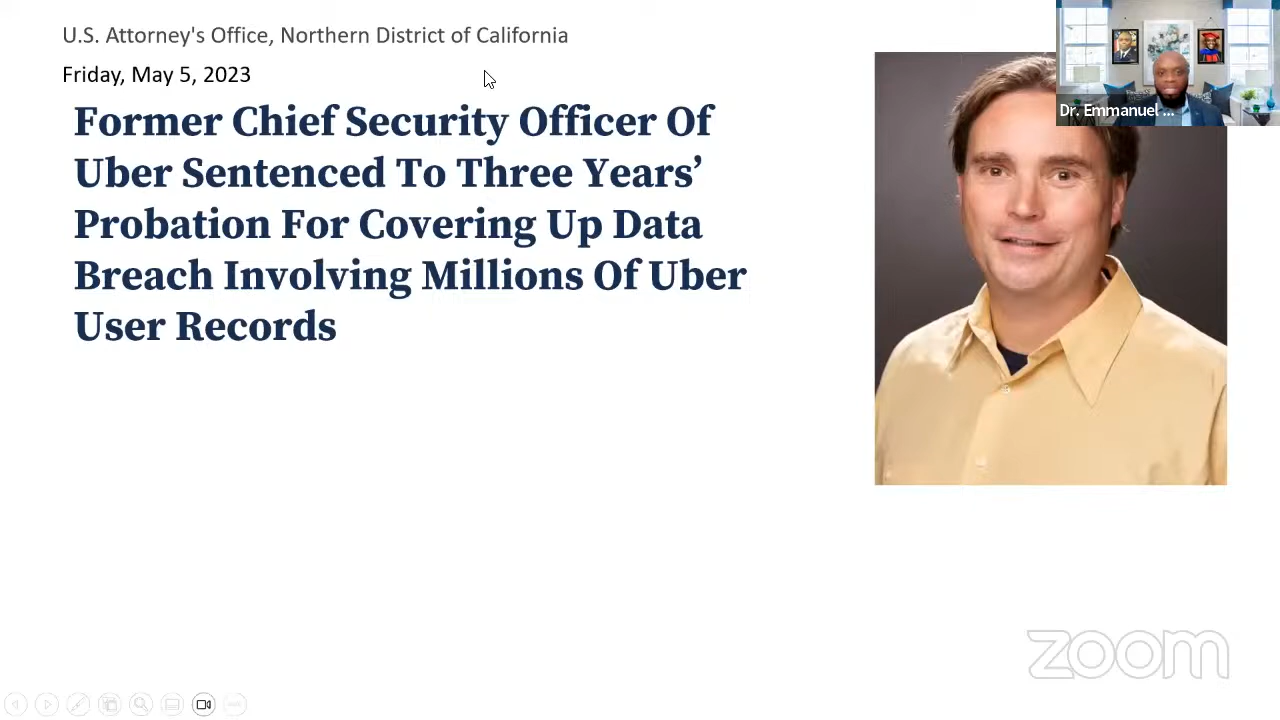 U.S. Attorney's Office, Northern District of California
Friday, May 5, 2023
Former Chief Security Officer Of
Uber Sentenced To Three Years’
Probation For Covering Up Data
Breach Involving Millions Of Uber
User Records
Dr. Emmanuel ...
zoom